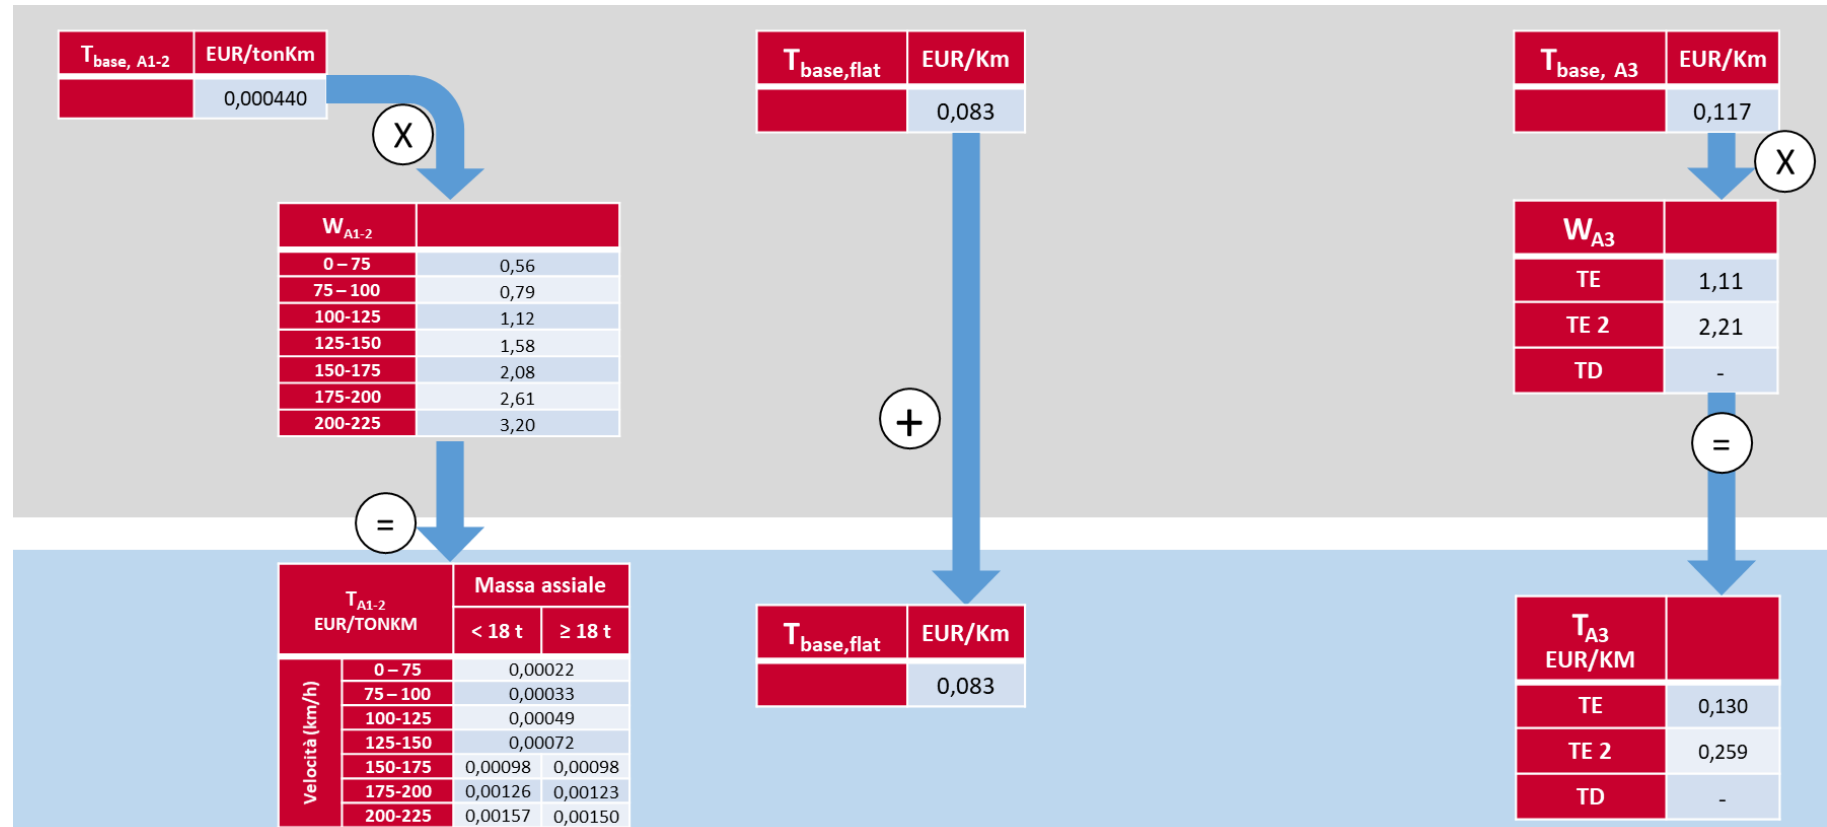 T base, A1-2 EUR/tonKm
0,000440
X
W A1-2
0 – 75 0,56
75 – 100 0,79
100-125 1,12
125-150 1,58
150-175 2,08
175-200 2,61
200-225 3,20
=
T A1-2 EUR/TONKM Massa assiale
< 18 t ≥ 18 t
Velocità (km/h)
0 – 75 0,00022
75 – 100 0,00033
100-125 0,00049
125-150 0,00072
150-175 0,00098 0,00098
175-200 0,00126 0,00123
200-225 0,00157 0,00150
T base,flat EUR/Km
0,083
+
T base,flat EUR/Km
0,083
T base, A3 EUR/Km
0,117
X
W A3
TE 1,11
TE 2 2,21
TD -
=
T A3
EUR/KM
TE 0,130
TE 2 0,259
TD -